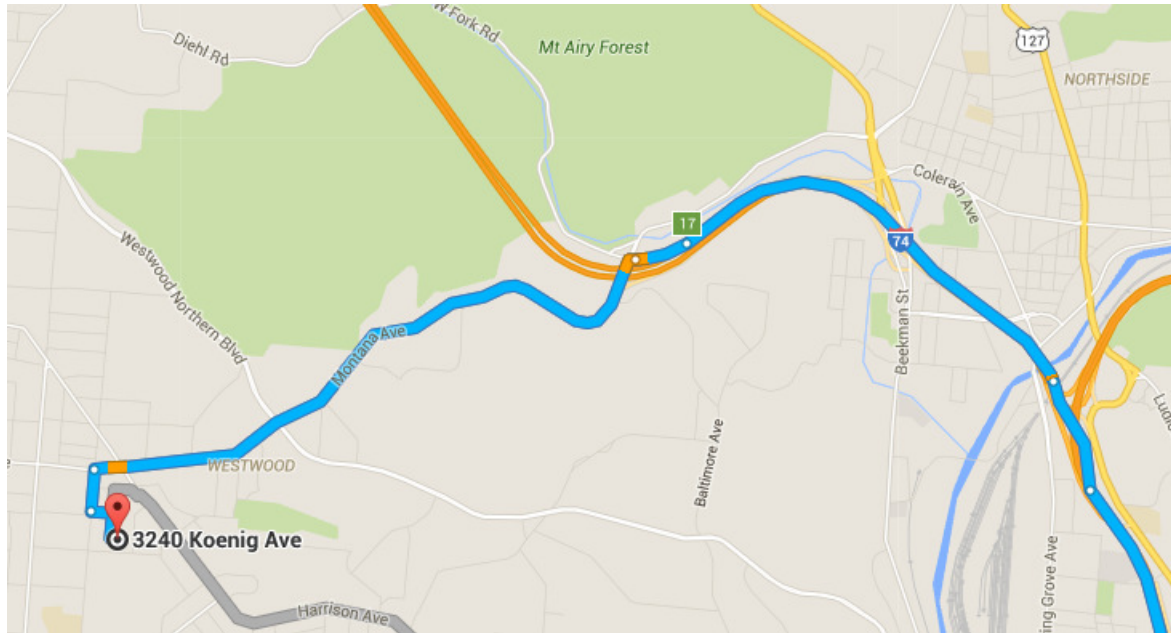 W Fork Rd
Diehl Rd
Mt Airy Forest
127
NORTHSIDE
Colerain Ave
17
74
Westwood Northern Blvd
Beekman St
Montana Ave
Baltimore Ave
WESTWOOD
3240 Koenig Ave
Harrison Ave